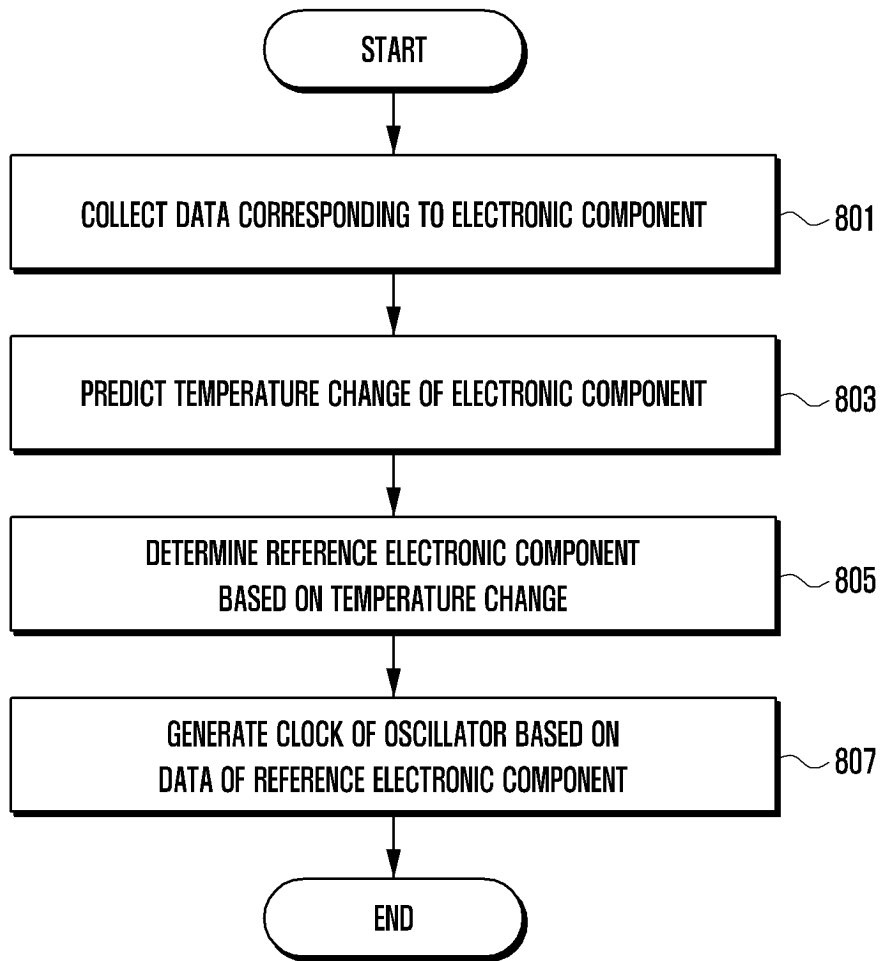 START
COLLECT DATA CORRESPONDING TO ELECTRONIC COMPONENT
801
PREDICT TEMPERATURE CHANGE OF ELECTRONIC COMPONENT
803
DETERMINE REFERENCE ELECTRONIC COMPONENT
BASED ON TEMPERATURE CHANGE
805
GENERATE CLOCK OF OSCILLATOR BASED ON
DATA OF REFERENCE ELECTRONIC COMPONENT
807
END